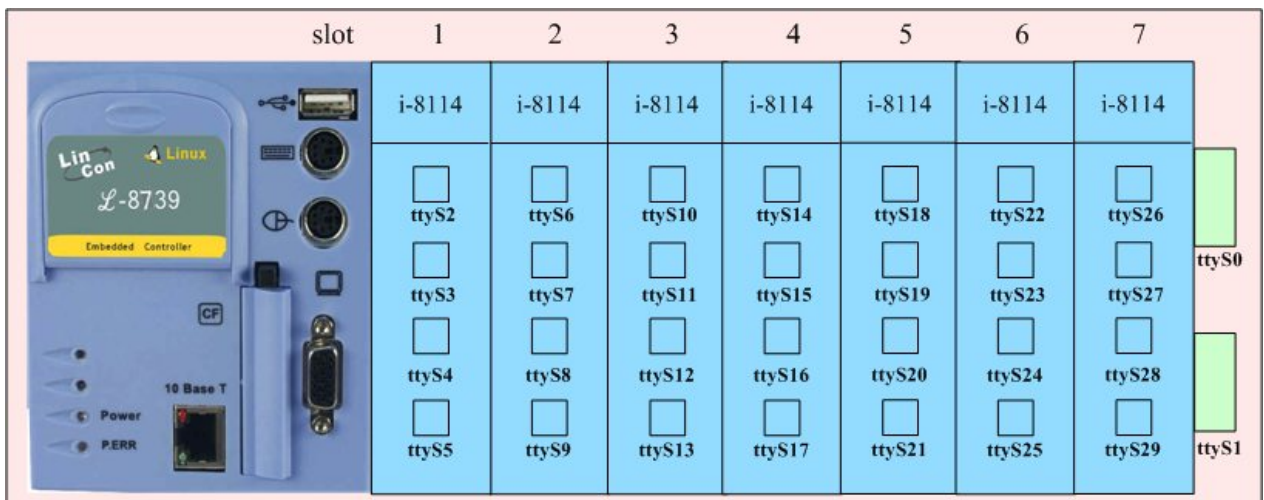 slot 1 2 3 4 5 6 7
i-8114 i-8114 i-8114 i-8114 i-8114 i-8114 i-8114
LinCon Linux
L-8739
Embedded Controller
ttyS2 ttyS6 ttyS10 ttyS14 ttyS18 ttyS22 ttyS26
ttyS0
ttyS3 ttyS7 ttyS11 ttyS15 ttyS19 ttyS23 ttyS27
CF
ttyS4 ttyS8 ttyS12 ttyS16 ttyS20 ttyS24 ttyS28
10 Base T
Power
P.ERR
ttyS5 ttyS9 ttyS13 ttyS17 ttyS21 ttyS25 ttyS29
ttyS1